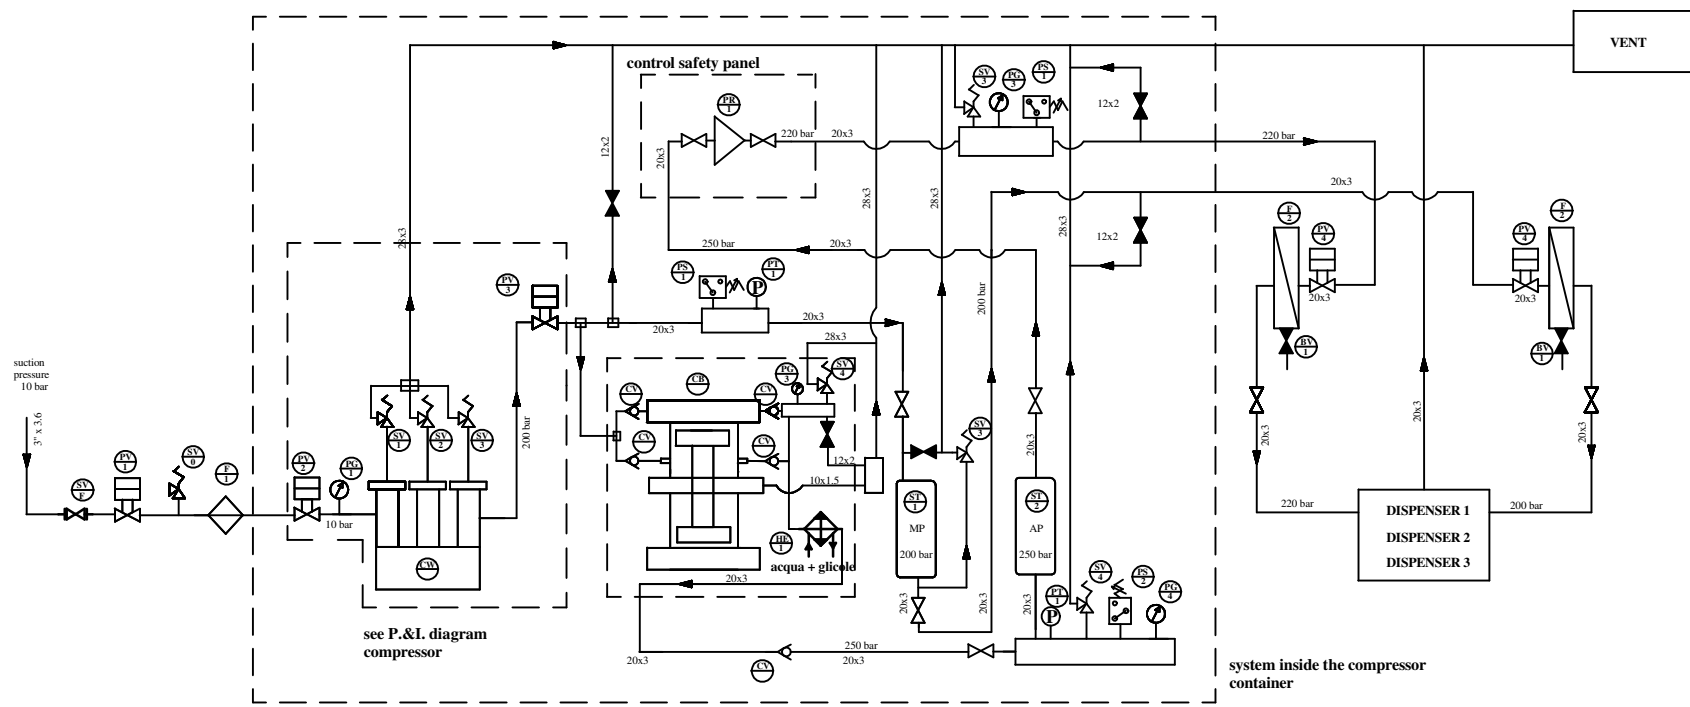 VENT
control safety panel
PR
1
SV
3
PG
3
PS
1
12x2
220 bar
20x3
220 bar
12x2
20x3
28x3
28x3
20x3
28x3
28x3
12x2
250 bar
20x3
F
2
PV
4
20x3
PV
4
20x3
F
2
BV
1
BV
1
PV
3
PS
1
PT
1
P
20x3
20x3
28x3
200 bar
20x3
suction
pressure
10 bar
3" x 3.6
SV
F
PV
1
SV
0
F
1
PV
2
PG
1
10 bar
SV
1
SV
2
SV
3
200 bar
CW
CV
CB
CV
PG
3
SV
4
CV
CV
12x2
10x1.5
HE
1
acqua + glicole
20x3
SV
3
ST
1
MP
200 bar
20x3
ST
2
AP
250 bar
20x3
20x3
20x3
PT
1
P
SV
4
PS
2
PG
4
20x3
20x3
220 bar
200 bar
DISPENSER 1
DISPENSER 2
DISPENSER 3
see P.&I. diagram
compressor
20x3
CV
250 bar
20x3
system inside the compressor
container